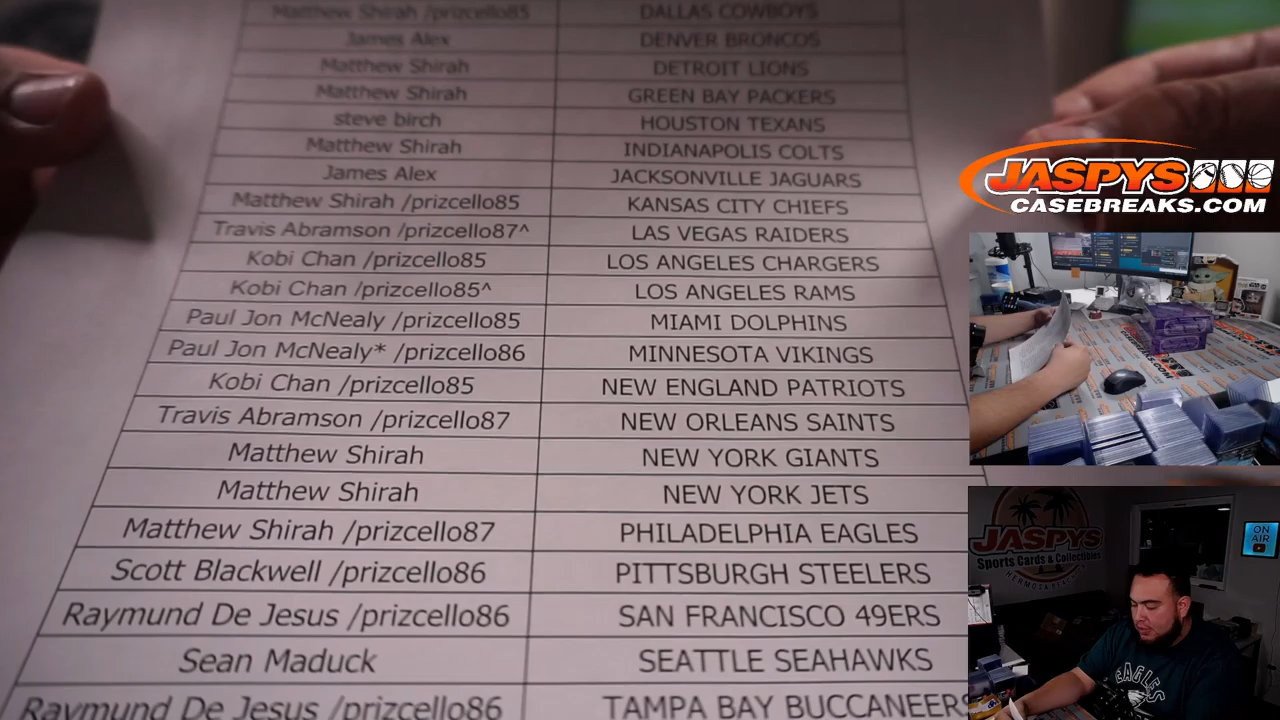 Matthew Shirah /prizcello85 DALLAS COWBOYS
James Alex DENVER BRONCOS
Matthew Shirah DETROIT LIONS
Matthew Shirah GREEN BAY PACKERS
steve birch HOUSTON TEXANS
Matthew Shirah INDIANAPOLIS COLTS
James Alex JACKSONVILLE JAGUARS
Matthew Shirah /prizcello85 KANSAS CITY CHIEFS
Travis Abramson /prizcello87^ LAS VEGAS RAIDERS
Kobi Chan /prizcello85 LOS ANGELES CHARGERS
Kobi Chan /prizcello85^ LOS ANGELES RAMS
Paul Jon McNealy /prizcello85 MIAMI DOLPHINS
Paul Jon McNealy* /prizcello86 MINNESOTA VIKINGS
Kobi Chan /prizcello85 NEW ENGLAND PATRIOTS
Travis Abramson /prizcello87 NEW ORLEANS SAINTS
Matthew Shirah NEW YORK GIANTS
Matthew Shirah NEW YORK JETS
Matthew Shirah /prizcello87 PHILADELPHIA EAGLES
Scott Blackwell /prizcello86 PITTSBURGH STEELERS
Raymund De Jesus /prizcello86 SAN FRANCISCO 49ERS
Sean Maduck SEATTLE SEAHAWKS
Raymund De Jesus /prizcello86 TAMPA BAY BUCCANEERS
JASPYS
CASEBREAKS.COM
JASPYS
Sports Cards & Collectibles
HERMOSA
ON
AIR
EAGLES